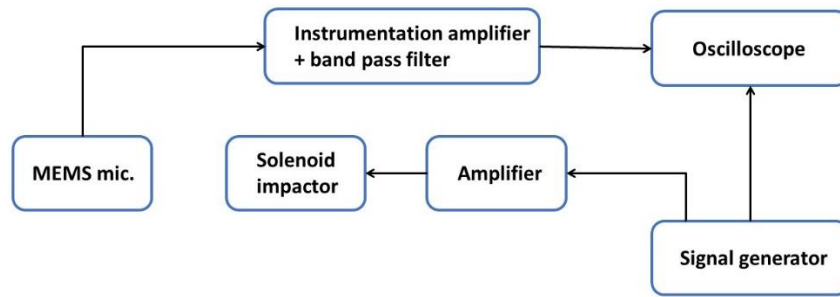 Instrumentation amplifier
+ band pass filter
Oscilloscope
MEMS mic.
Solenoid
impactor
Amplifier
Signal generator